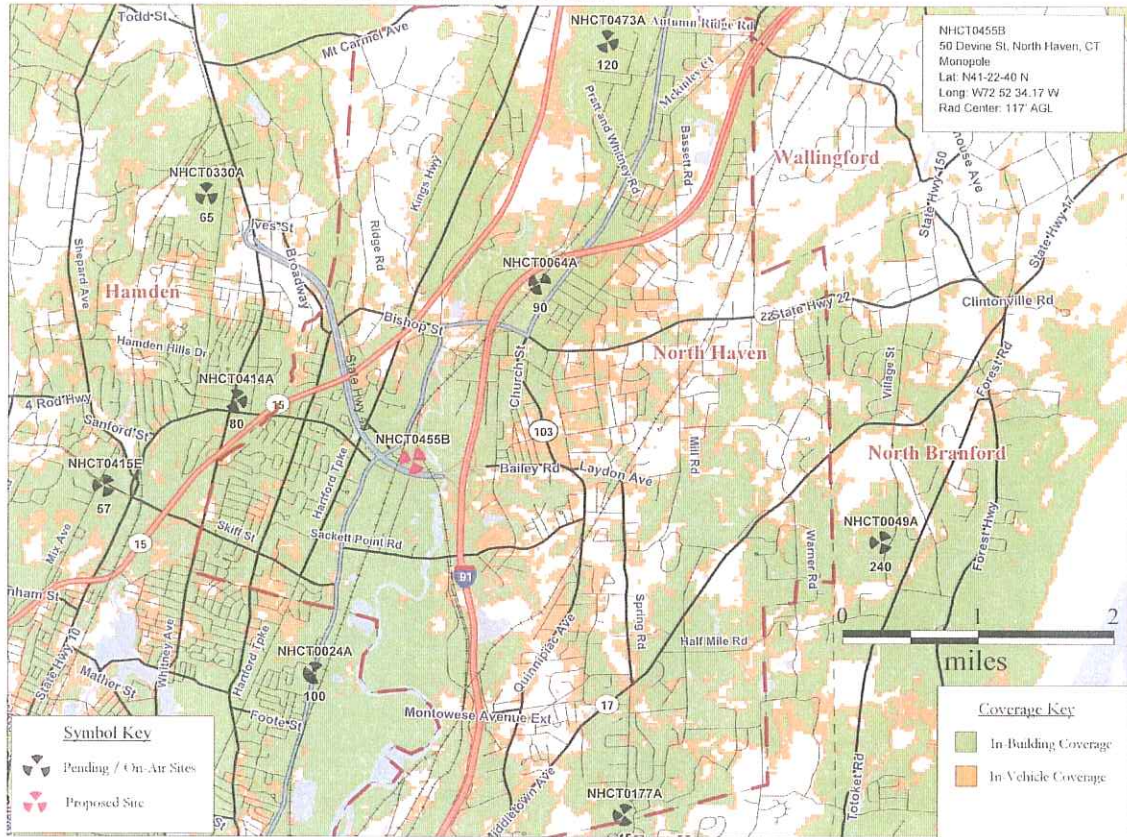 NHCT0473A
Autumn Ridge Rd
120
Todd St
Mt Carmel Ave
Mckinley CT
NHCT0455B
50 Devine St, North Haven, CT
Monopole
Lat: N41-22-40 N
Long: W72 52 34.17 W
Rad Center: 117' AGL
Pratt and Whitney Rd
Bassett Rd
Wallingford
house Ave
State Hwy 150
State Hwy 17
NHCT0330A
65
Kings Hwy
Ridge Rd
Ives St
Broadway
Shepard Ave
Hamden
NHCT0064A
90
Bishop St
22
State Hwy 22
Clintonville Rd
Hamden Hills Dr
State Hwy
Church St
North Haven
Village St
Forest Rd
NHCT0414A
80
15
4 Rod Hwy
Sanford St
NHCT0455B
103
Mill Rd
North Branford
NHCT0415E
57
Hartford Tpke
Bailey Rd
Laydon Ave
Skiff St
Sackett Point Rd
NHCT0049A
240
Forest Hwy
Warner Rd
Mix Ave
15
91
nham St
Spring Rd
Half Mile Rd
0 1 2
miles
State Hwy 10
Whitney Ave
Hartford Tpke
NHCT0024A
100
Quinnipiac Ave
Mather St
Foote St
Montowese Avenue Ext
17
Totoket Rd
Middletown Ave
NHCT0177A
St
Symbol Key
Pending / On-Air Sites
Proposed Site
Coverage Key
In-Building Coverage
In-Vehicle Coverage